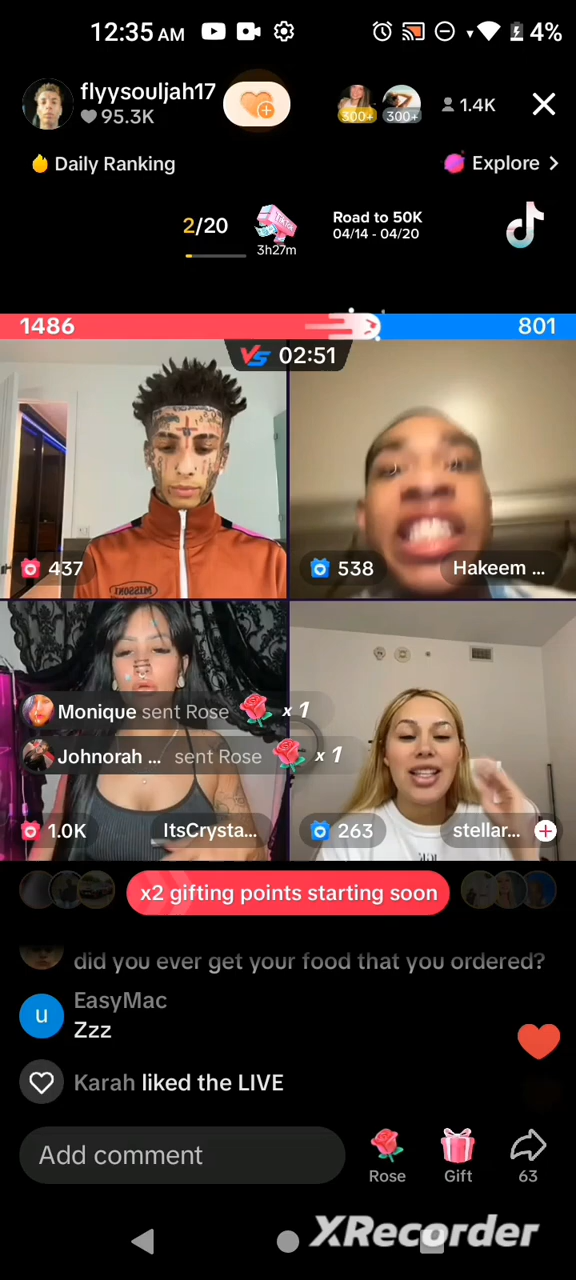 12:35 AM
4%
flyysouljah17
95.3K
300+
300+
1.4K
Daily Ranking
Explore >
2/20
TikTok
3h27m
Road to 50K
04/14 - 04/20
1486
801
VS 02:51
437
MISSONI
538
Hakeem ...
Monique sent Rose x 1
Johnorah ... sent Rose x 1
1.0K
ItsCrysta...
263
stellar...
x2 gifting points starting soon
did you ever get your food that you ordered?
u
EasyMac
Zzz
Karah liked the LIVE
Add comment
Rose
Gift
63
XRecorder